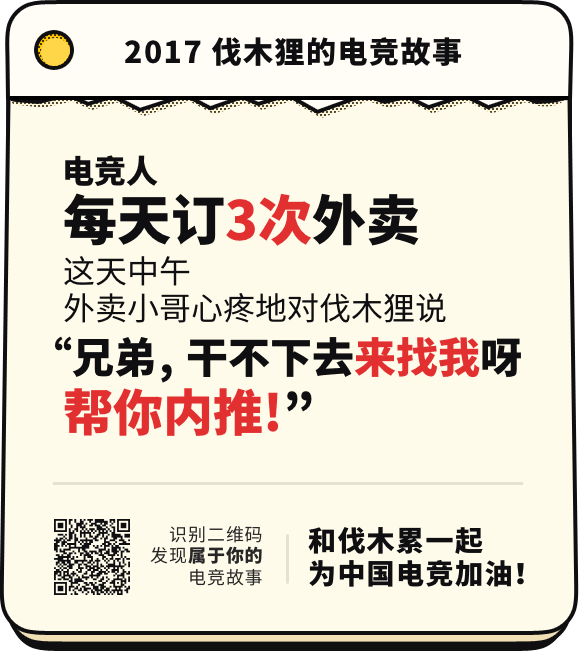 2017 伐木狸的电竞故事
电竞人
每天订3次外卖
这天中午
外卖小哥心疼地对伐木狸说
“兄弟，干不下去来找我呀
帮你内推!”
识别二维码
发现属于你的
电竞故事
和伐木累一起
为中国电竞加油!